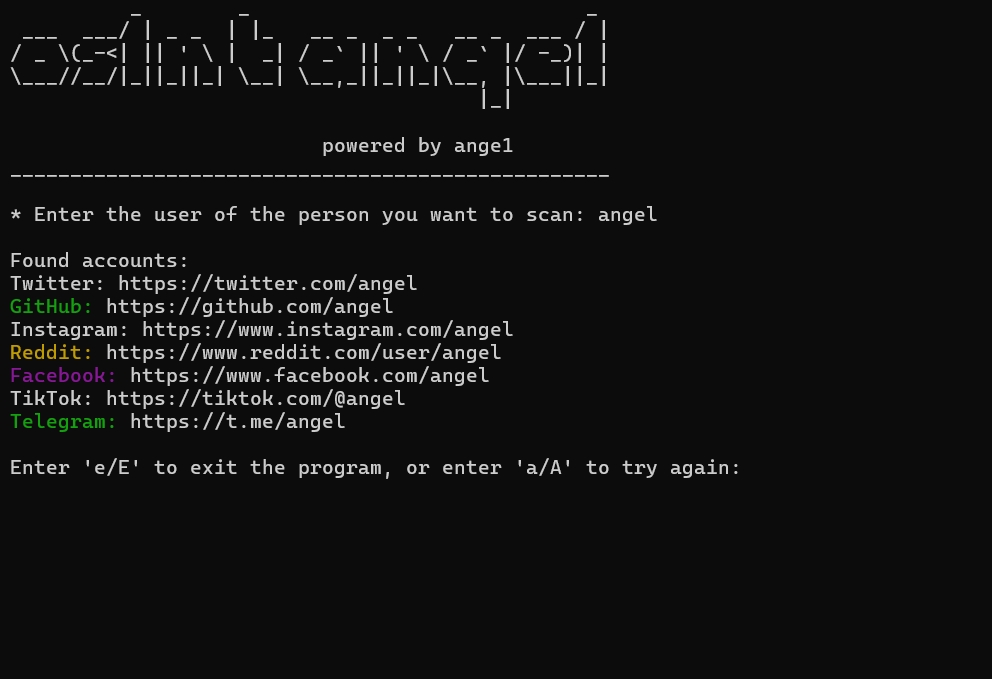 os1nt ange1
powered by ange1
--------------------------------------------------
* Enter the user of the person you want to scan: angel
Found accounts:
Twitter: https://twitter.com/angel
GitHub: https://github.com/angel
Instagram: https://www.instagram.com/angel
Reddit: https://www.reddit.com/user/angel
Facebook: https://www.facebook.com/angel
TikTok: https://tiktok.com/@angel
Telegram: https://t.me/angel
Enter 'e/E' to exit the program, or enter 'a/A' to try again: